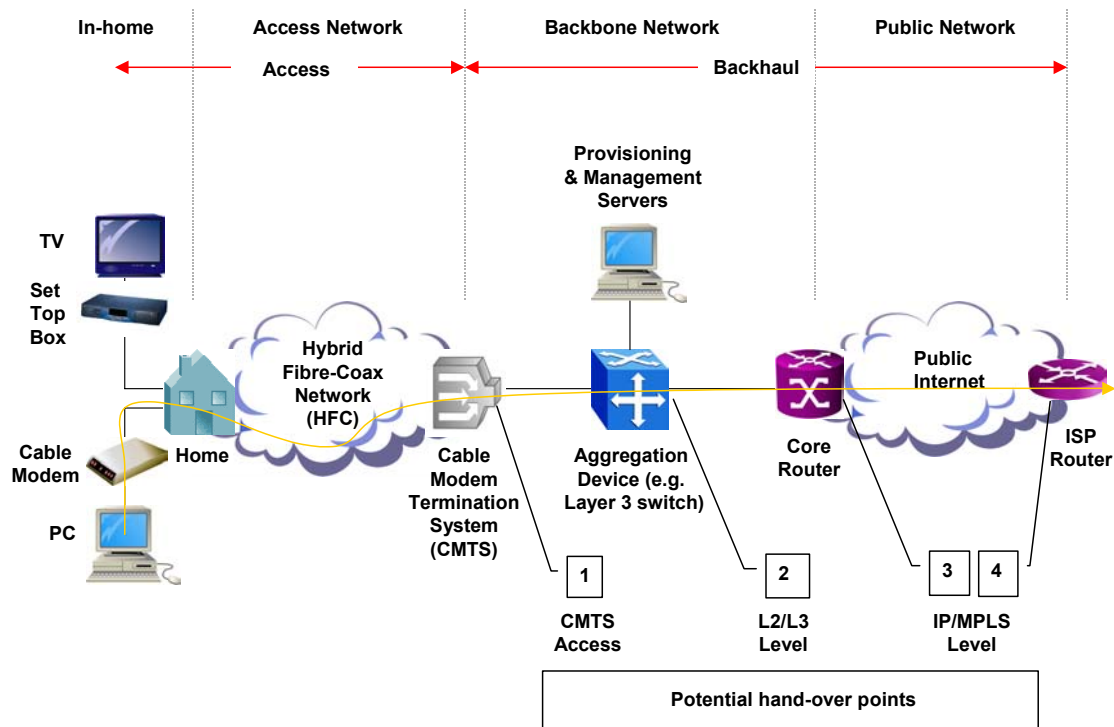 In-home
Access Network
Backbone Network
Public Network
Access
Backhaul
Provisioning
& Management
Servers
TV
Set
Top
Box
Hybrid
Fibre-Coax
Network
(HFC)
Public
Internet
Cable
Modem
Home
Cable
Modem
Termination
System
(CMTS)
Aggregation
Device (e.g.
Layer 3 switch)
Core
Router
ISP
Router
PC
1
2
3
4
CMTS
Access
L2/L3
Level
IP/MPLS
Level
Potential hand-over points